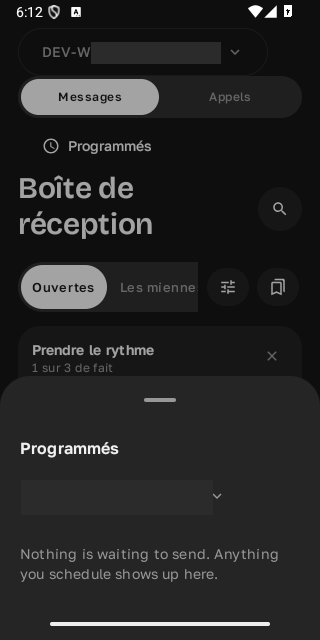 6:12
DEV-W
Messages
Appels
Programmés
Boîte de
réception
Ouvertes
Les mienne
Prendre le rythme
1 sur 3 de fait
Programmés
Nothing is waiting to send. Anything
you schedule shows up here.